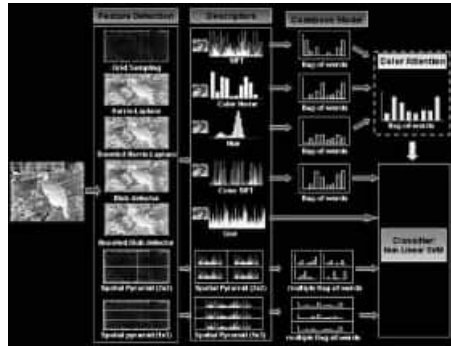 Feature Detection
Descriptors
Codebook Model
Grid Sampling
Harris-Laplace
Boosted Harris-Laplace
Blob detector
Boosted Blob detector
Spatial Pyramid (2x2)
Spatial pyramid (1x3)
SIFT
Color Name
Hue
Color SIFT
Gist
Spatial Pyramid (2x2)
Spatial Pyramid (1x3)
Bag of words
Bag of words
Bag of words
Bag of words
multiple Bag of words
multiple Bag of words
Color Attention
Bag of words
Classifier:
Non Linear SVM